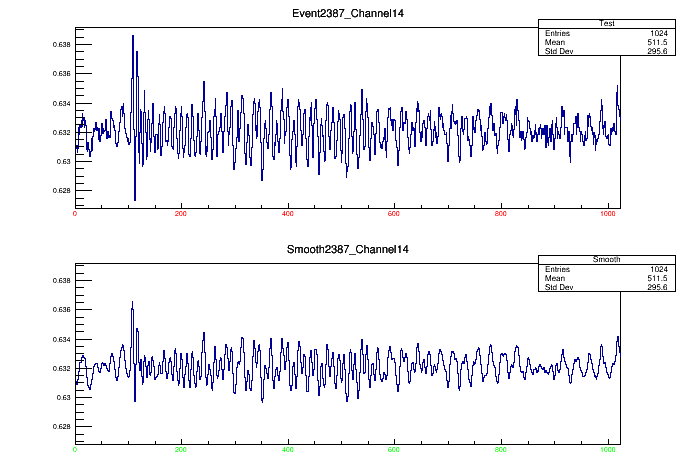 Event2387_Channel14
Test
Entries 1024
Mean 511.5
Std Dev 295.6
0.638
0.636
0.634
0.632
0.63
0.628
0 200 400 600 800 1000
Smooth2387_Channel14
Smooth
Entries 1024
Mean 511.5
Std Dev 295.6
0.638
0.636
0.634
0.632
0.63
0.628
0 200 400 600 800 1000